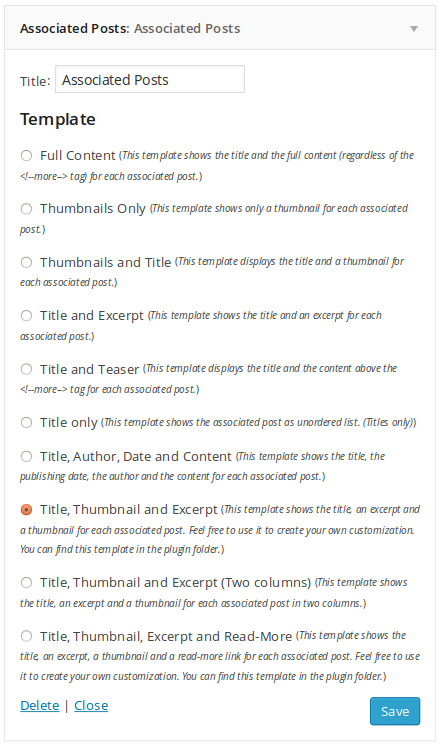 Associated Posts: Associated Posts
Title: Associated Posts
Template
Full Content (This template shows the title and the full content (regardless of the
<!--more--> tag) for each associated post.)
Thumbnails Only (This template shows only a thumbnail for each associated
post.)
Thumbnails and Title (This template displays the title and a thumbnail for
each associated post.)
Title and Excerpt (This template shows the title and an excerpt for each
associated post.)
Title and Teaser (This template displays the title and the content above the
<!--more--> tag for each associated post.)
Title only (This template shows the associated post as unordered list. (Titles only))
Title, Author, Date and Content (This template shows the title, the
publishing date, the author and the content for each associated post.)
Title, Thumbnail and Excerpt (This template shows the title, an excerpt and
a thumbnail for each associated post. Feel free to use it to create your own customization.
You can find this template in the plugin folder.)
Title, Thumbnail and Excerpt (Two columns) (This template shows
the title, an excerpt and a thumbnail for each associated post in two columns.)
Title, Thumbnail, Excerpt and Read-More (This template shows the
title, an excerpt, a thumbnail and a read-more link for each associated post. Feel free to use
it to create your own customization. You can find this template in the plugin folder.)
Delete | Close
Save